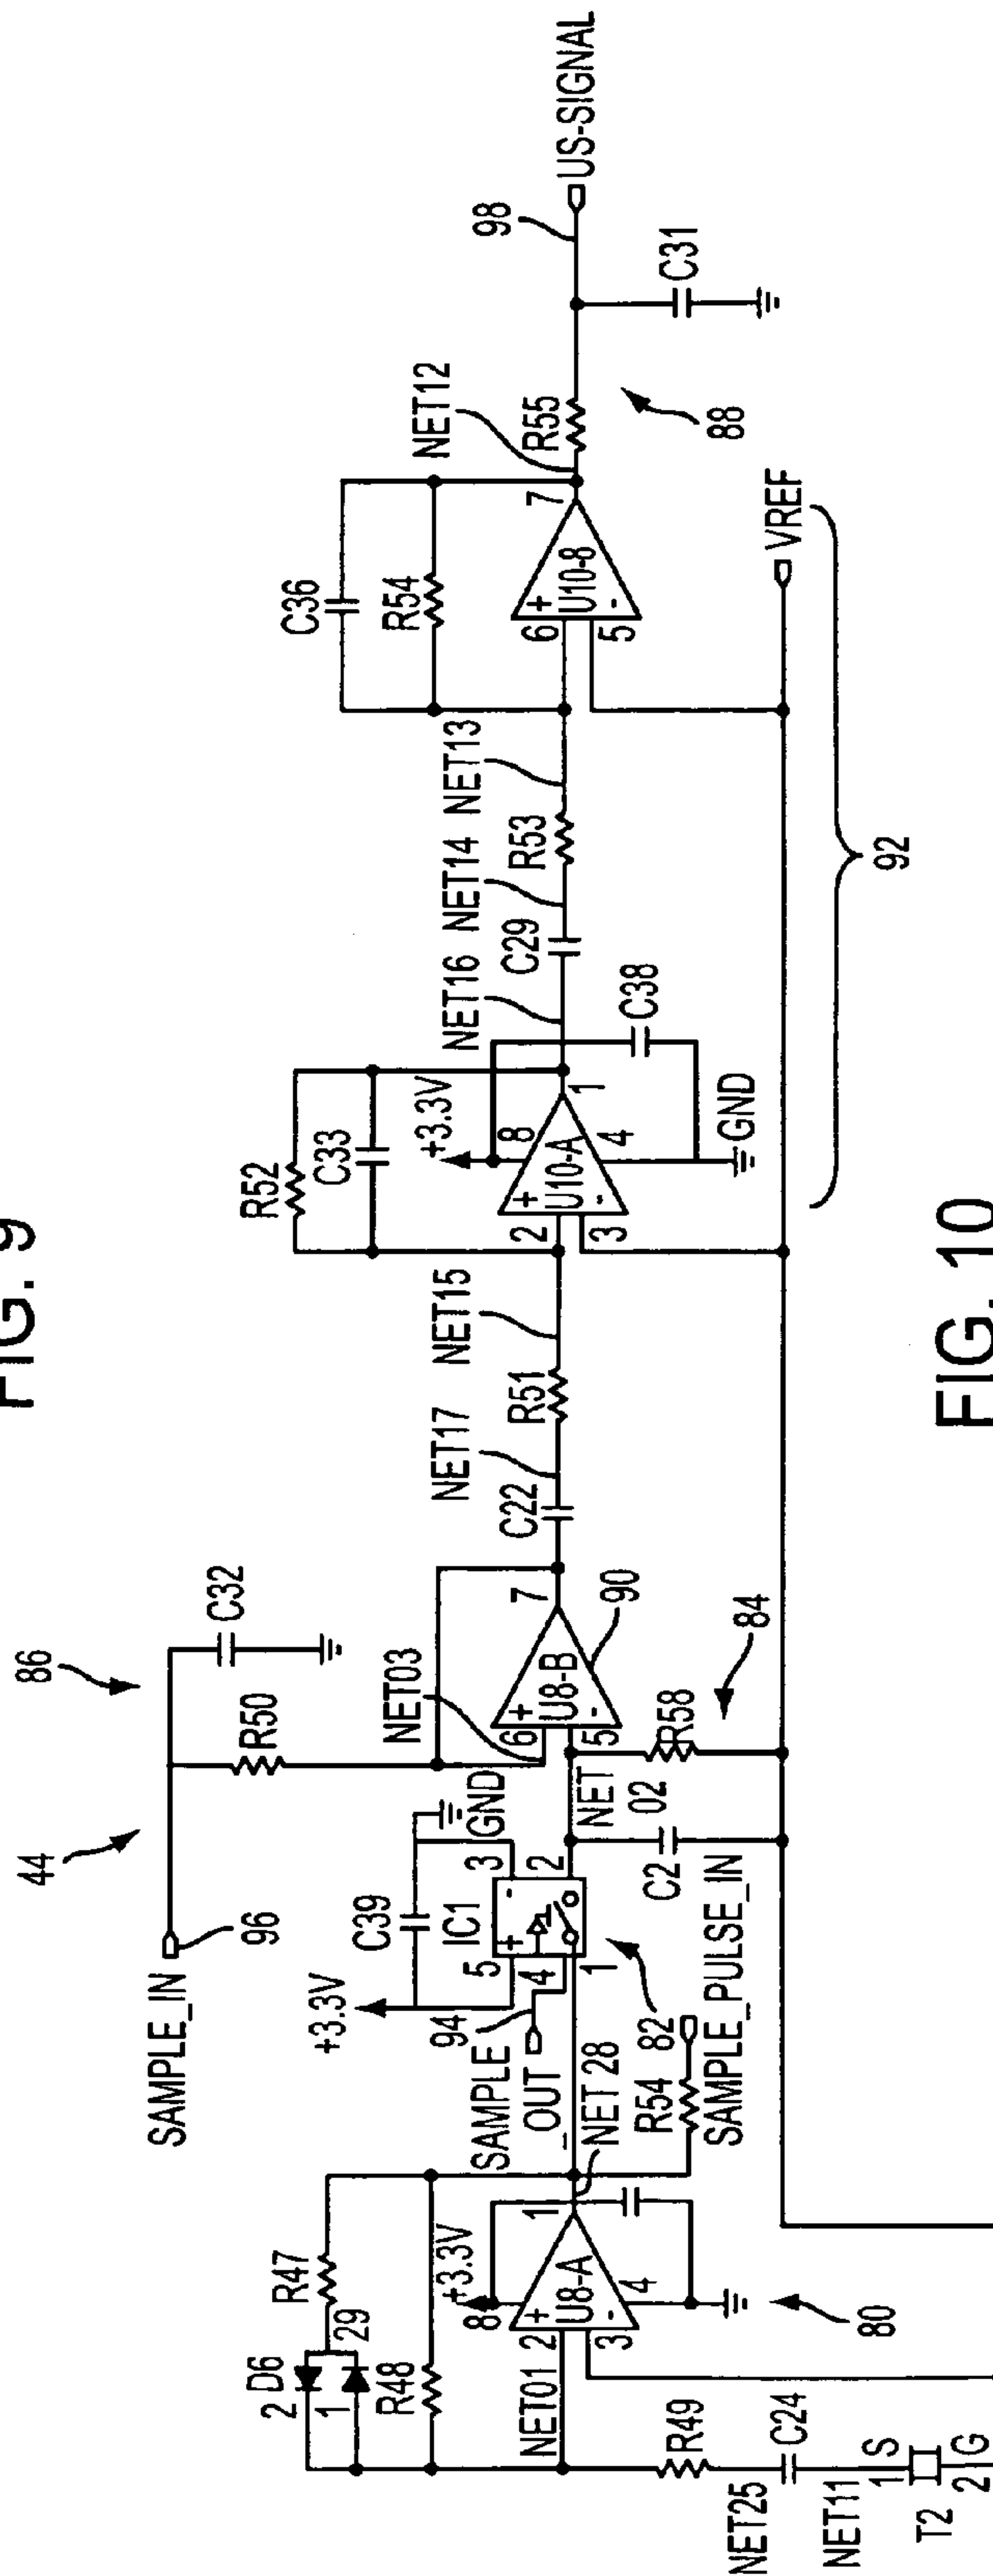 FIG. 9
44
86
SAMPLE_IN
96
R50
C32
D6
2
1
29
R47
R48
+3.3V
8
2
+
U8-A
-
3
4
1
NET01
R49
NET25
C24
NET11
1 S
T2
2 G
80
NET 28
SAMPLE
_OUT
94
R54
SAMPLE_PULSE_IN
82
+3.3V
C39
GND
IC1
5
+
-
3
4
1
2
NET
02
C2
R58
84
NET03
6
+
U8-B
-
5
7
90
C22
NET17
R51
NET15
R52
C33
+3.3V
8
2
+
U10-A
-
3
4
1
GND
C38
NET16
C29
NET14
R53
NET13
C36
R54
6
+
U10-8
-
5
7
NET12
R55
88
98
US-SIGNAL
C31
VREF
92
FIG. 10